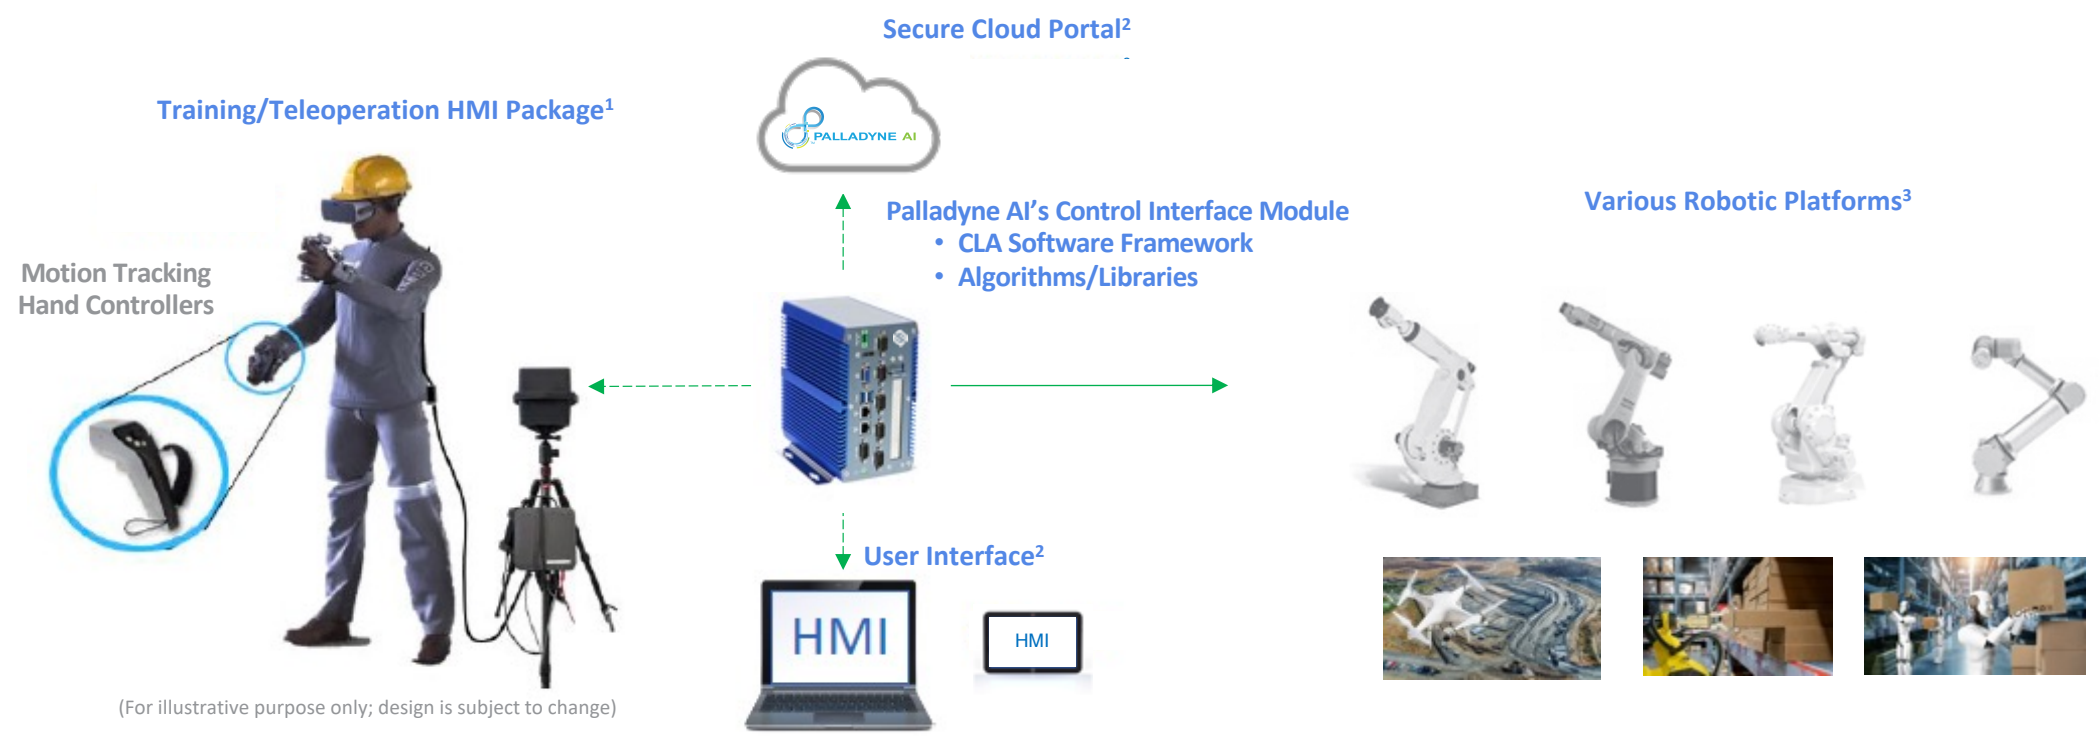 Secure Cloud Portal²
Training/Teleoperation HMI Package¹
PALLADYNE AI
Palladyne AI’s Control Interface Module
• CLA Software Framework
• Algorithms/Libraries
Various Robotic Platforms³
Motion Tracking
Hand Controllers
User Interface²
HMI
HMI
(For illustrative purpose only; design is subject to change)